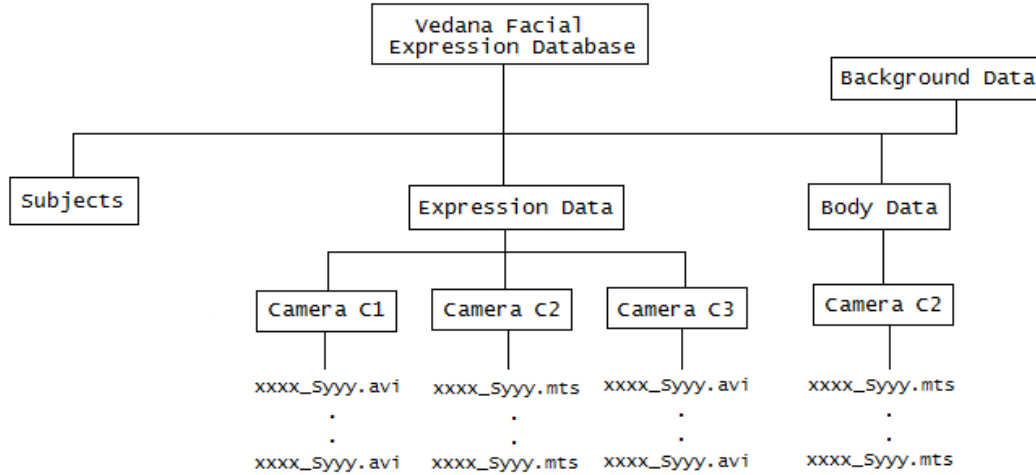 Vedana Facial
Expression Database
Background Data
Subjects
Expression Data
Body Data
Camera C1
Camera C2
Camera C3
Camera C2
xxxx_Syyy.avi
xxxx_Syyy.mts
xxxx_Syyy.avi
xxxx_Syyy.mts
.
.
.
.
.
.
.
.
xxxx_Syyy.avi
xxxx_Syyy.mts
xxxx_Syyy.avi
xxxx_Syyy.mts